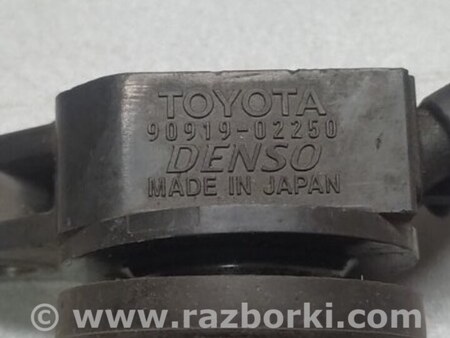 TOYOTA
90919-02250
DENSO
MADE IN JAPAN
© www.razborki.com